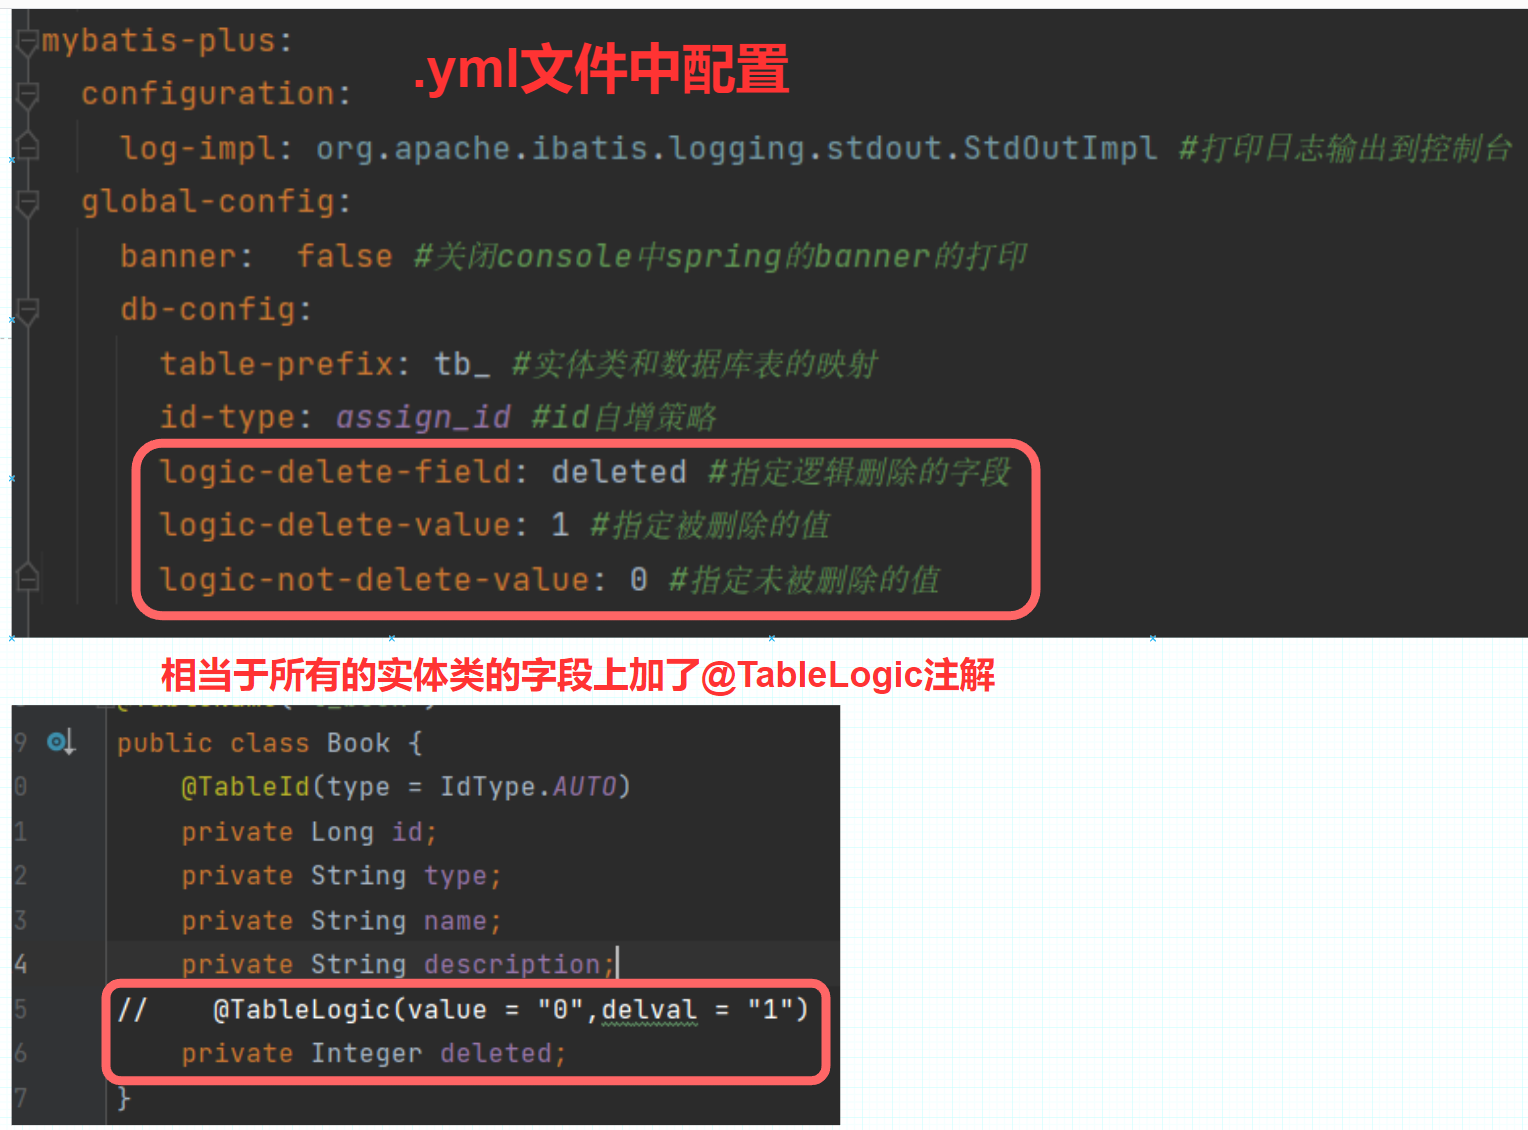 mybatis-plus:
.yml文件中配置
configuration:
log-impl: org.apache.ibatis.logging.stdout.StdOutImpl #打印日志输出到控制台
global-config:
banner:  false #关闭console中spring的banner的打印
db-config:
table-prefix: tb_ #实体类和数据库表的映射
id-type: assign_id #id自增策略
logic-delete-field: deleted #指定逻辑删除的字段
logic-delete-value: 1 #指定被删除的值
logic-not-delete-value: 0 #指定未被删除的值
相当于所有的实体类的字段上加了@TableLogic注解
9 public class Book {
0 @TableId(type = IdType.AUTO)
1 private Long id;
2 private String type;
3 private String name;
4 private String description;
5 //    @TableLogic(value = "0",delval = "1")
6 private Integer deleted;
7 }